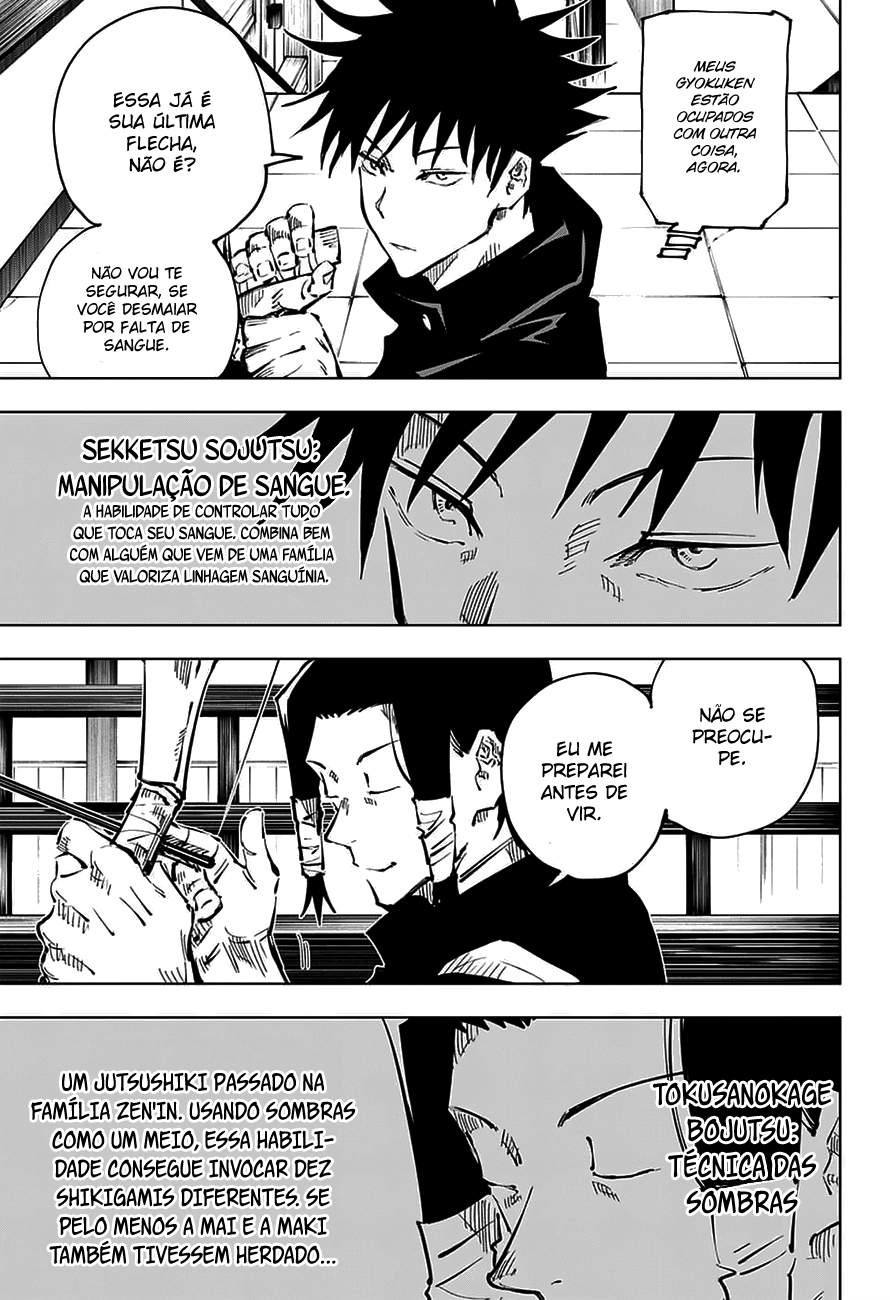 MEUS
GYOKUKEN
ESTÃO
OCUPADOS
COM OUTRA
COISA,
AGORA.
ESSA JÁ É
SUA ÚLTIMA
FLECHA,
NÃO É?
NÃO VOU TE
SEGURAR, SE
VOCÊ DESMAIAR
POR FALTA DE
SANGUE.
SEKKETSU SOJUTSU:
MANIPULAÇÃO DE SANGUE.
A HABILIDADE DE CONTROLAR TUDO
QUE TOCA SEU SANGUE. COMBINA BEM
COM ALGUÉM QUE VEM DE UMA FAMÍLIA
QUE VALORIZA LINHAGEM SANGUÍNIA.
NÃO SE
PREOCU-
PE.
EU ME
PREPAREI
ANTES DE
VIR.
TOKUSANOKAGE
BOJUTSU:
TÉCNICA DAS
SOMBRAS
UM JUTSUSHIKI PASSADO NA
FAMÍLIA ZEN'IN. USANDO SOMBRAS
COMO UM MEIO, ESSA HABILI-
DADE CONSEGUE INVOCAR DEZ
SHIKIGAMIS DIFERENTES. SE
PELO MENOS A MAI E A MAKI
TAMBÉM TIVESSEM HERDADO...